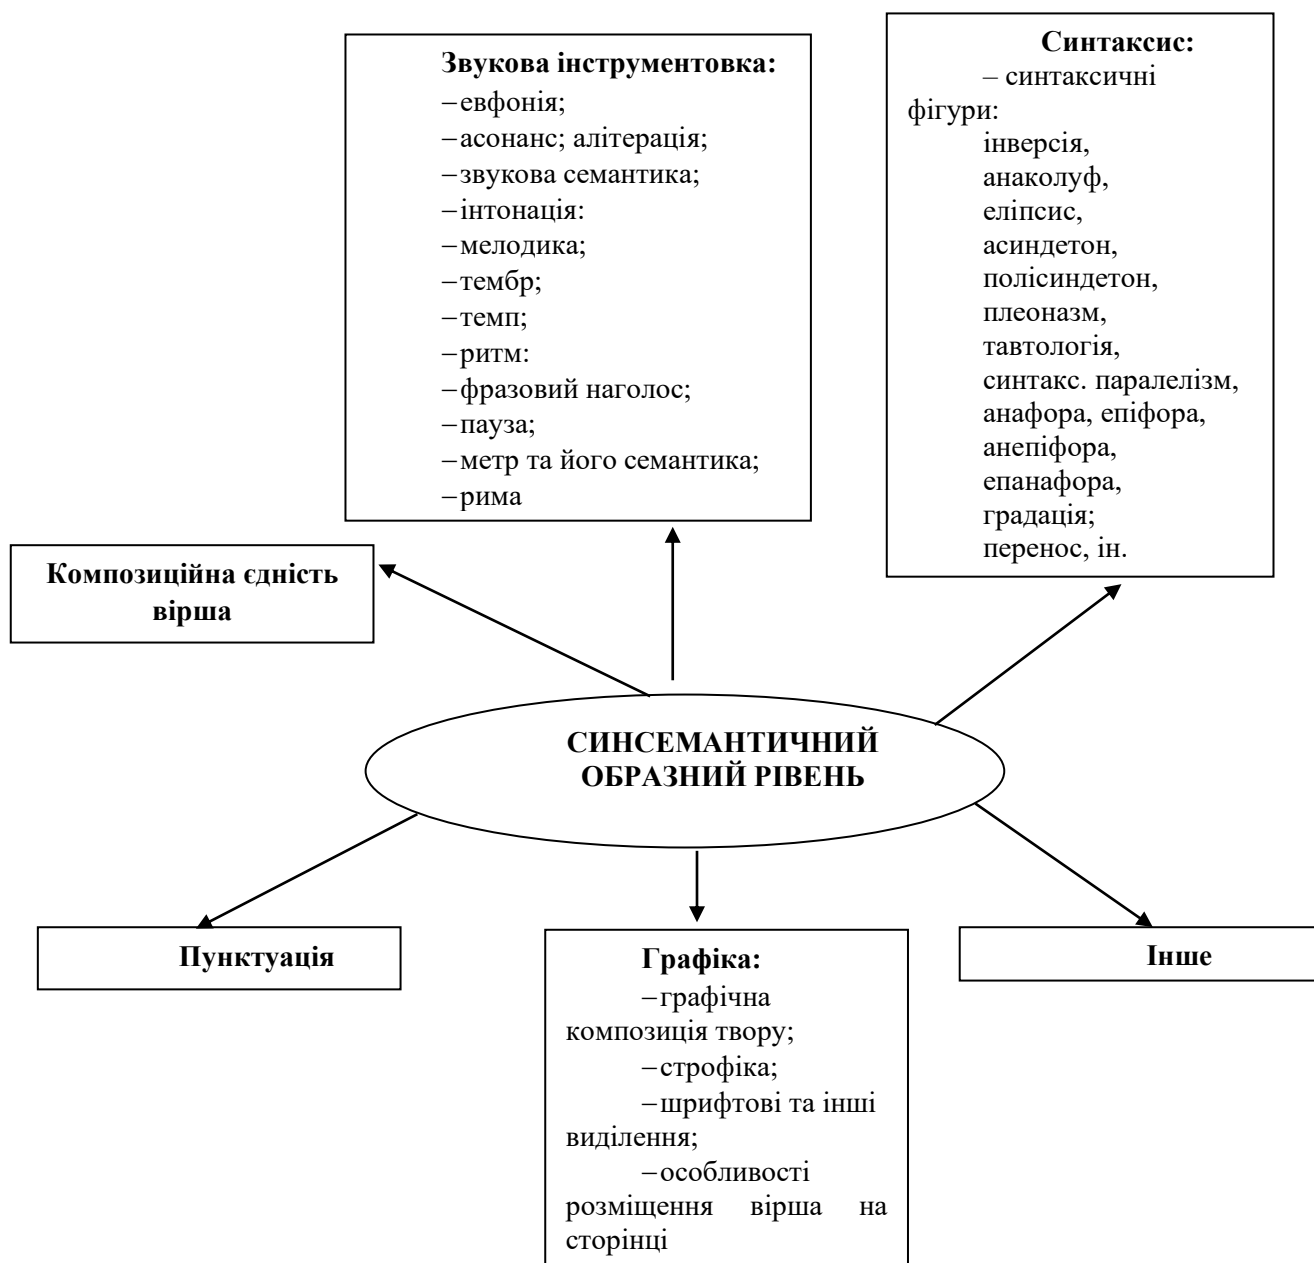 Звукова інструментовка:
–евфонія;
–асонанс; алітерація;
–звукова семантика;
–інтонація:
–мелодика;
–тембр;
–темп;
–ритм:
–фразовий наголос;
–пауза;
–метр та його семантика;
–рима
Синтаксис:
– синтаксичні
фігури:
інверсія,
анаколуф,
еліпсис,
асиндетон,
полісиндетон,
плеоназм,
тавтологія,
синтакс. паралелізм,
анафора, епіфора,
анепіфора,
епанафора,
градація;
перенос, ін.
Композиційна єдність
вірша
СИНСЕМАНТИЧНИЙ
ОБРАЗНИЙ РІВЕНЬ
Пунктуація
Графіка:
–графічна
композиція твору;
–строфіка;
–шрифтові та інші
виділення;
–особливості
розміщення вірша на
сторінці
Інше